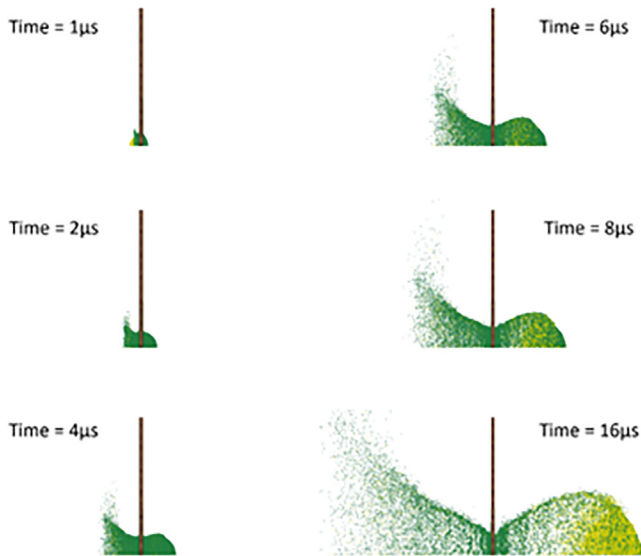 Time = 1µs
Time = 6µs
Time = 2µs
Time = 8µs
Time = 4µs
Time = 16µs